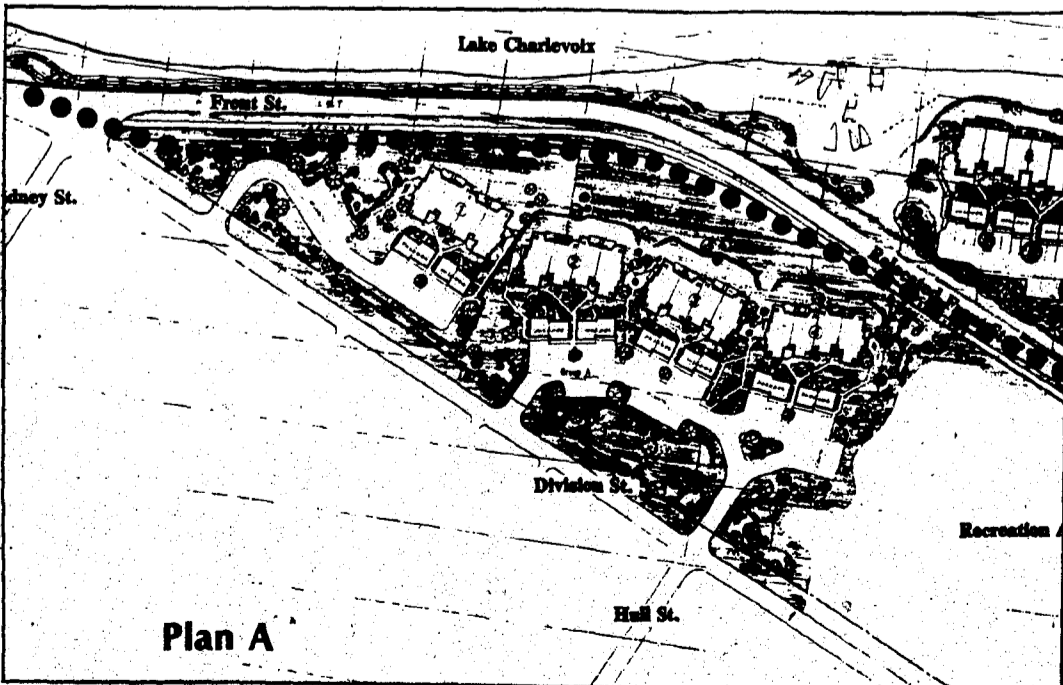 Lake Charlevoix
Front St.
dney St.
Division St.
Recreation A
Hull St.
Plan A